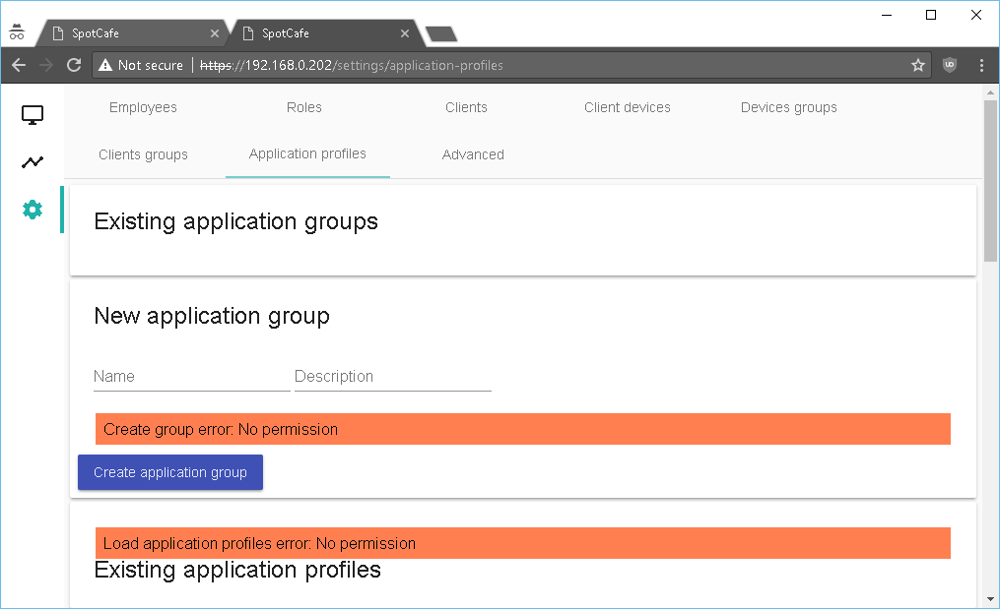 SpotCafe
SpotCafe
Not secure | https://192.168.0.202/settings/application-profiles
Employees Roles Clients Client devices Devices groups
Clients groups Application profiles Advanced
Existing application groups
New application group
Name Description
Create group error: No permission
Create application group
Load application profiles error: No permission
Existing application profiles